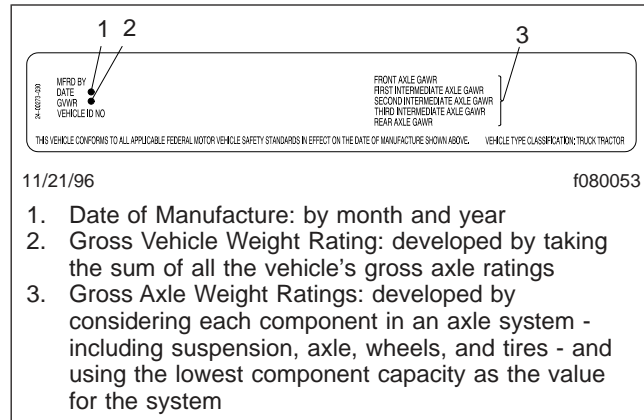 1 2
3
MFRD BY
DATE
GVWR
VEHICLE ID NO
24-00273-030
FRONT AXLE GAWR
FIRST INTERMEDIATE AXLE GAWR
SECOND INTERMEDIATE AXLE GAWR
THIRD INTERMEDIATE AXLE GAWR
REAR AXLE GAWR
THIS VEHICLE CONFORMS TO ALL APPLICABLE FEDERAL MOTOR VEHICLE SAFETY STANDARDS IN EFFECT ON THE DATE OF MANUFACTURE SHOWN ABOVE. VEHICLE TYPE CLASSIFICATION: TRUCK TRACTOR
11/21/96 f080053
1. Date of Manufacture: by month and year
2. Gross Vehicle Weight Rating: developed by taking
the sum of all the vehicle's gross axle ratings
3. Gross Axle Weight Ratings: developed by
considering each component in an axle system -
including suspension, axle, wheels, and tires - and
using the lowest component capacity as the value
for the system